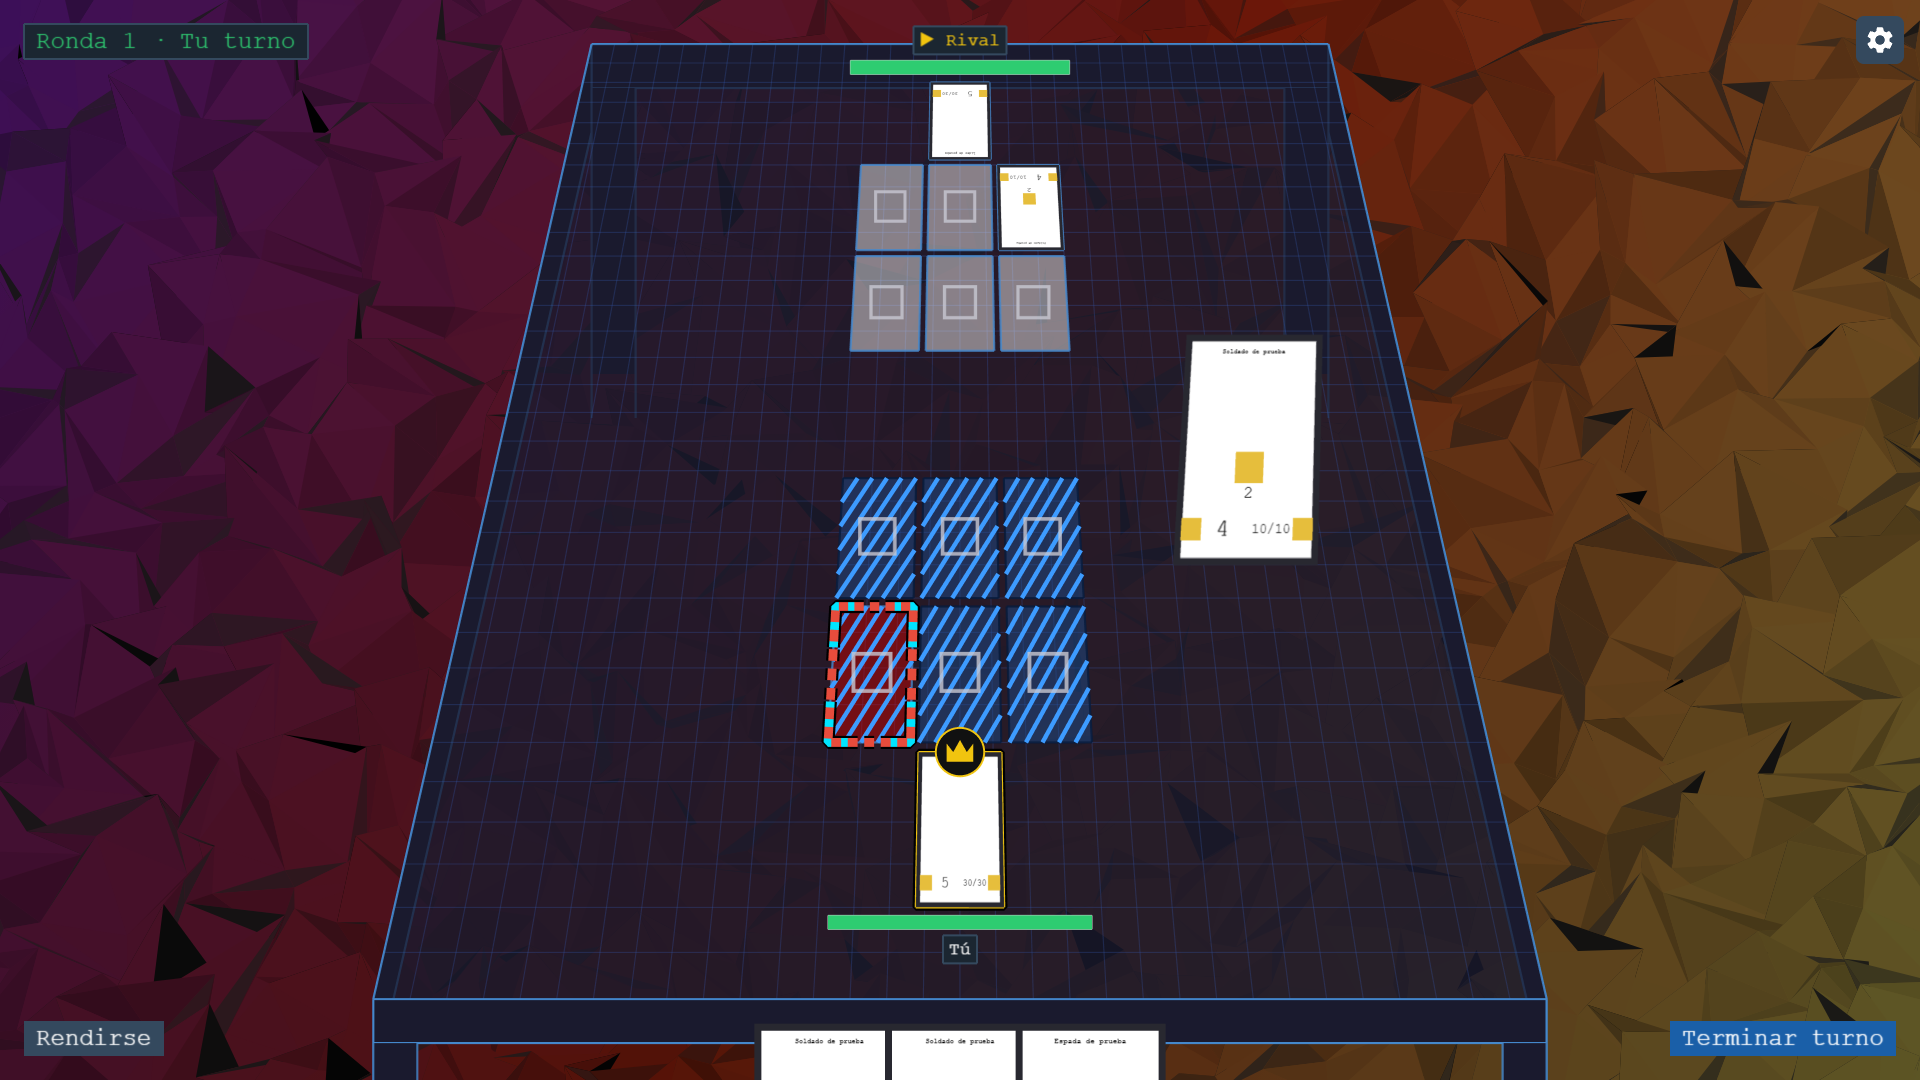 Ronda 1 · Tu turno
Rival
Soldado de prueba
2
4 10/10
5 30/30
Tú
Rendirse
Terminar turno
Soldado de prueba
Soldado de prueba
Espada de prueba